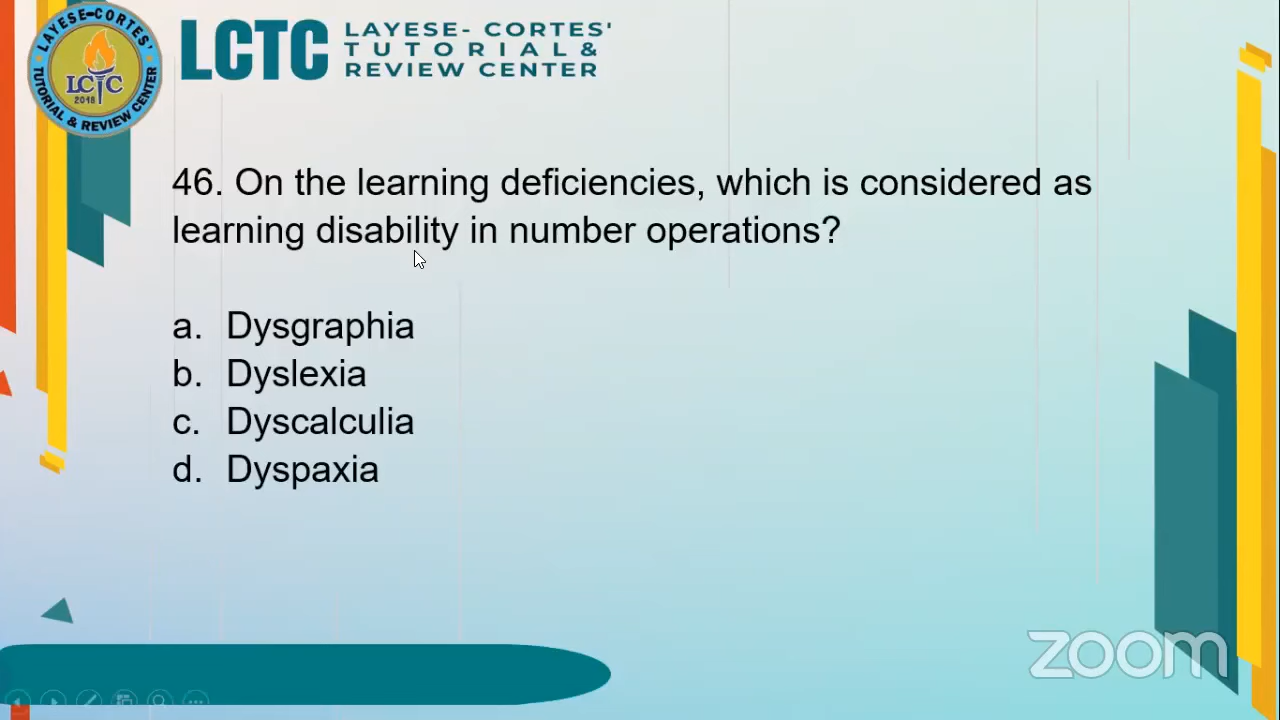 LAYESE-CORTES'
TUTORIAL & REVIEW CENTER
LCTC
2018
LCTC
LAYESE- CORTES'
TUTORIAL &
REVIEW CENTER
46. On the learning deficiencies, which is considered as
learning disability in number operations?
a. Dysgraphia
b. Dyslexia
c. Dyscalculia
d. Dyspaxia
zoom